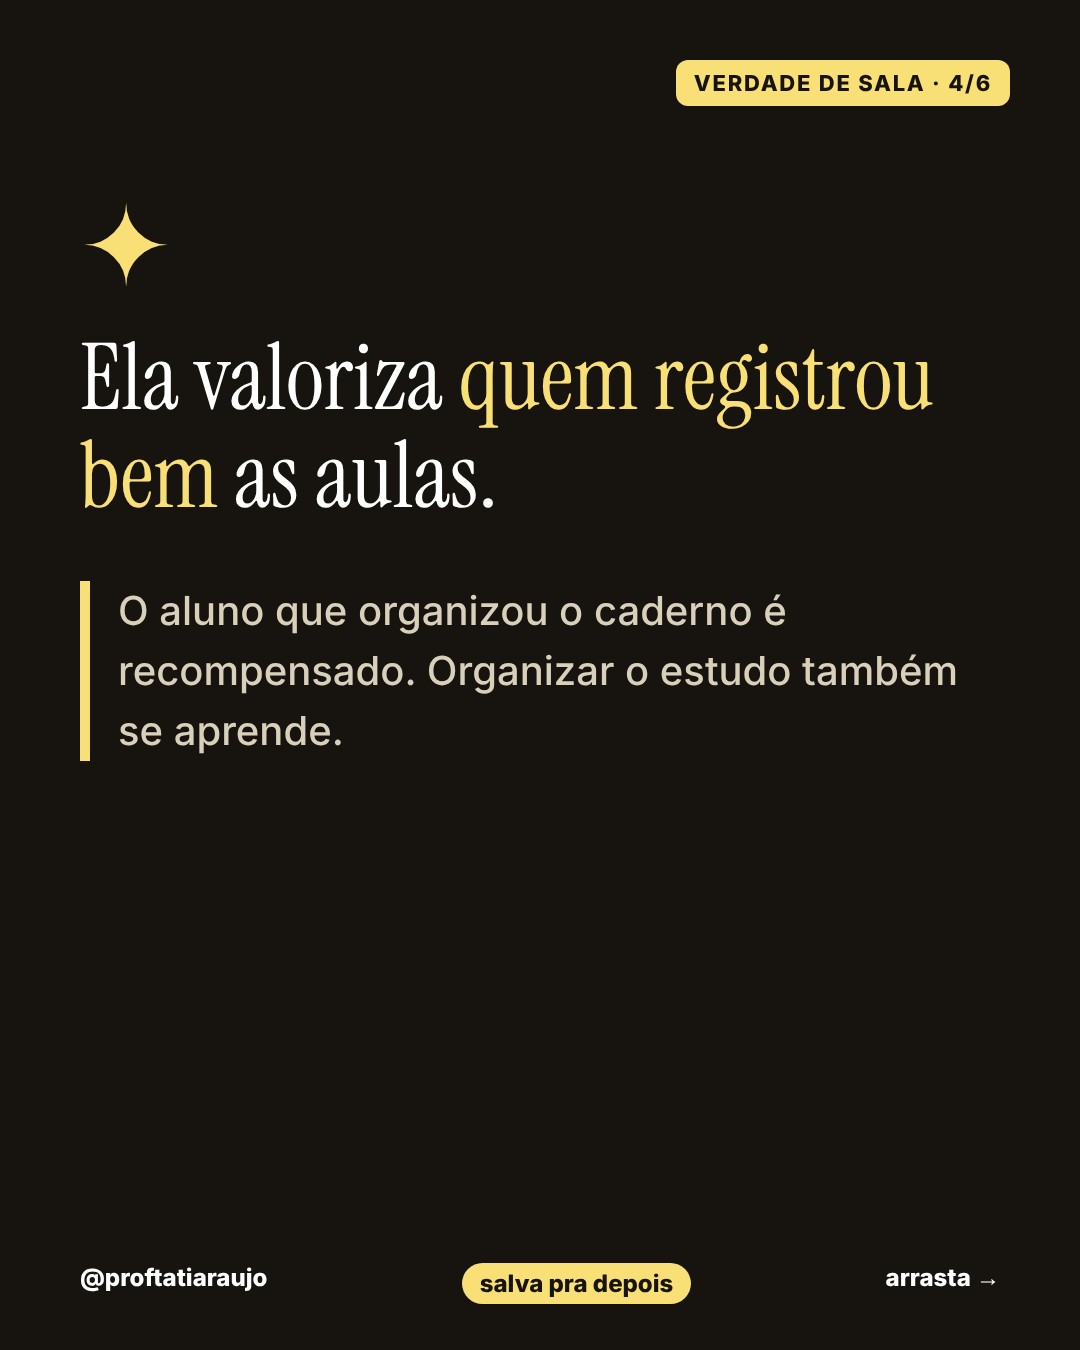 VERDADE DE SALA · 4/6
Ela valoriza quem registrou
bem as aulas.
O aluno que organizou o caderno é
recompensado. Organizar o estudo também
se aprende.
@proftatiaraujo
salva pra depois
arrasta →